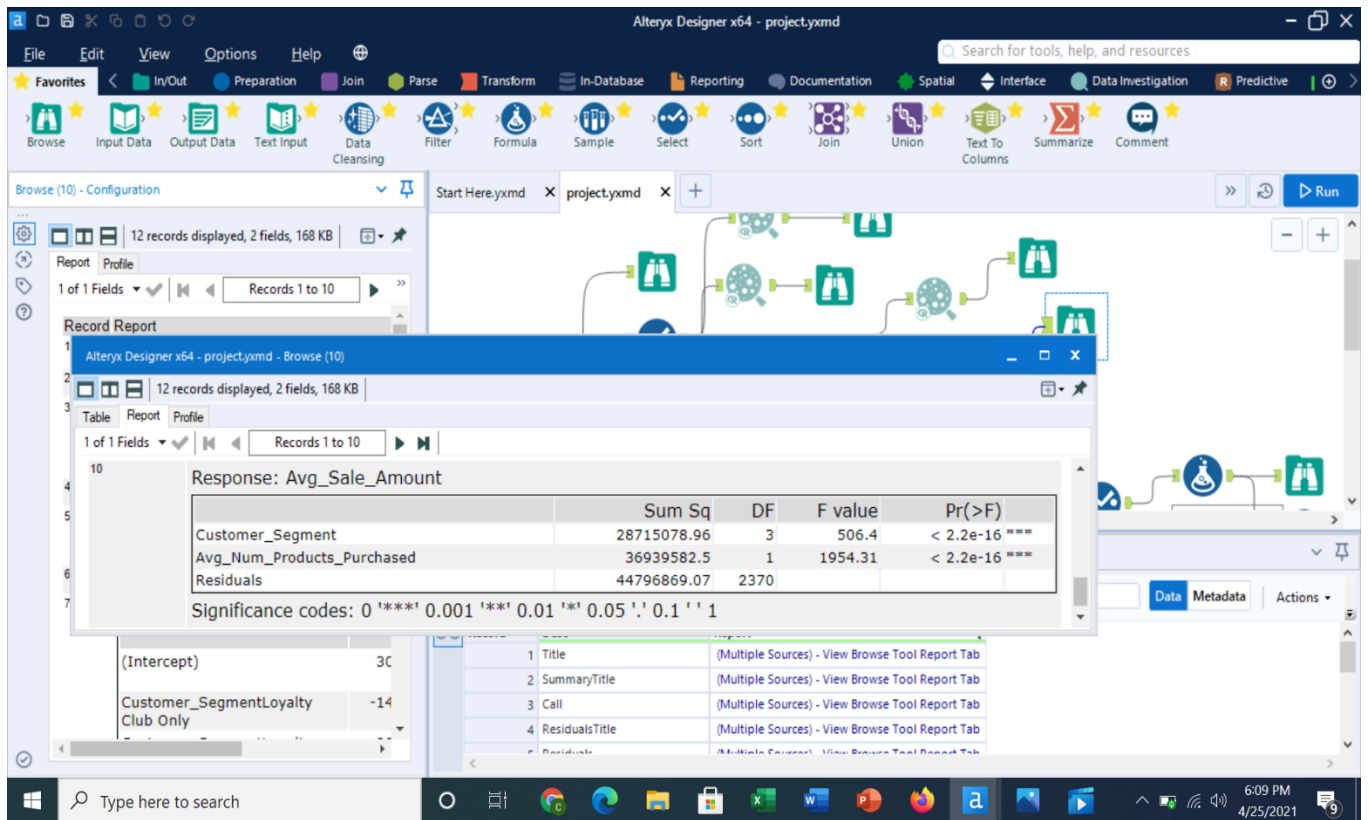 Alteryx Designer x64 - project.yxmd
File Edit View Options Help
Search for tools, help, and resources
Favorites In/Out Preparation Join Parse Transform In-Database Reporting Documentation Spatial Interface Data Investigation Predictive
Browse Input Data Output Data Text Input Data Cleansing Filter Formula Sample Select Sort Join Union Text To Columns Summarize Comment
Browse (10) - Configuration
Start Here.yxmd X project.yxmd X +
Run
12 records displayed, 2 fields, 168 KB
Report Profile
1 of 1 Fields Records 1 to 10
Record Report
1
2
3
4
5
6
7
Alteryx Designer x64 - project.yxmd - Browse (10)
12 records displayed, 2 fields, 168 KB
Table Report Profile
1 of 1 Fields Records 1 to 10
10
Response: Avg_Sale_Amount
Sum Sq DF F value Pr(>F)
Customer_Segment 28715078.96 3 506.4 < 2.2e-16 ***
Avg_Num_Products_Purchased 36939582.5 1 1954.31 < 2.2e-16 ***
Residuals 44796869.07 2370
Significance codes: 0 '***' 0.001 '**' 0.01 '*' 0.05 '.' 0.1 ' ' 1
(Intercept) 30
Customer_SegmentLoyalty Club Only -14
Data Metadata Actions
1 Title (Multiple Sources) - View Browse Tool Report Tab
2 SummaryTitle (Multiple Sources) - View Browse Tool Report Tab
3 Call (Multiple Sources) - View Browse Tool Report Tab
4 ResidualsTitle (Multiple Sources) - View Browse Tool Report Tab
Type here to search
6:09 PM
4/25/2021
9